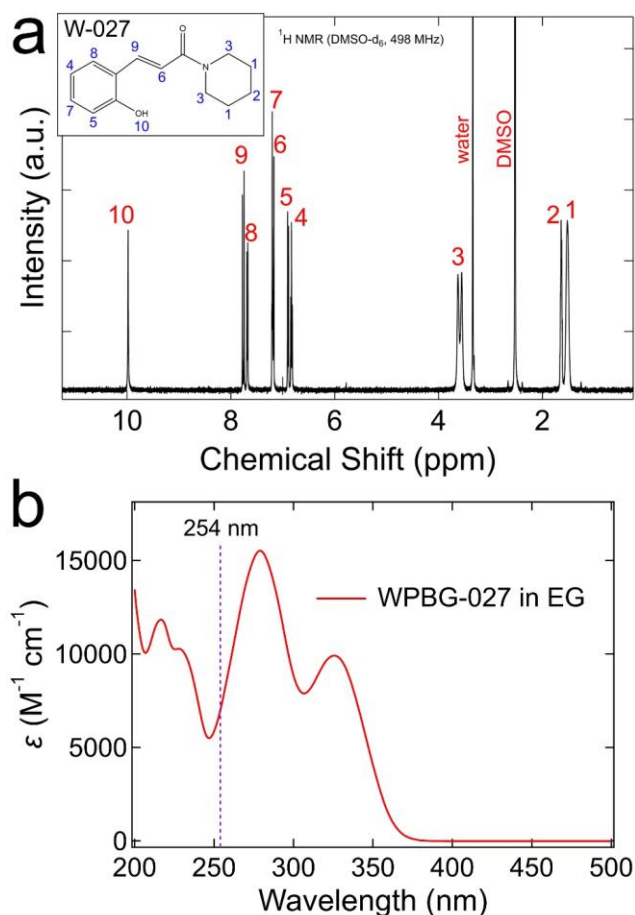 a
W-027
O
N
OH
9
8
4
7
5
10
6
3
1
2
3
1
¹H NMR (DMSO-d₆, 498 MHz)
Intensity (a.u.)
10
9
8
7
6
5
4
3
water
DMSO
2
1
10
8
6
4
2
Chemical Shift (ppm)
b
254 nm
WPBG-027 in EG
ε (M⁻¹ cm⁻¹)
15000
10000
5000
0
200
250
300
350
400
450
500
Wavelength (nm)